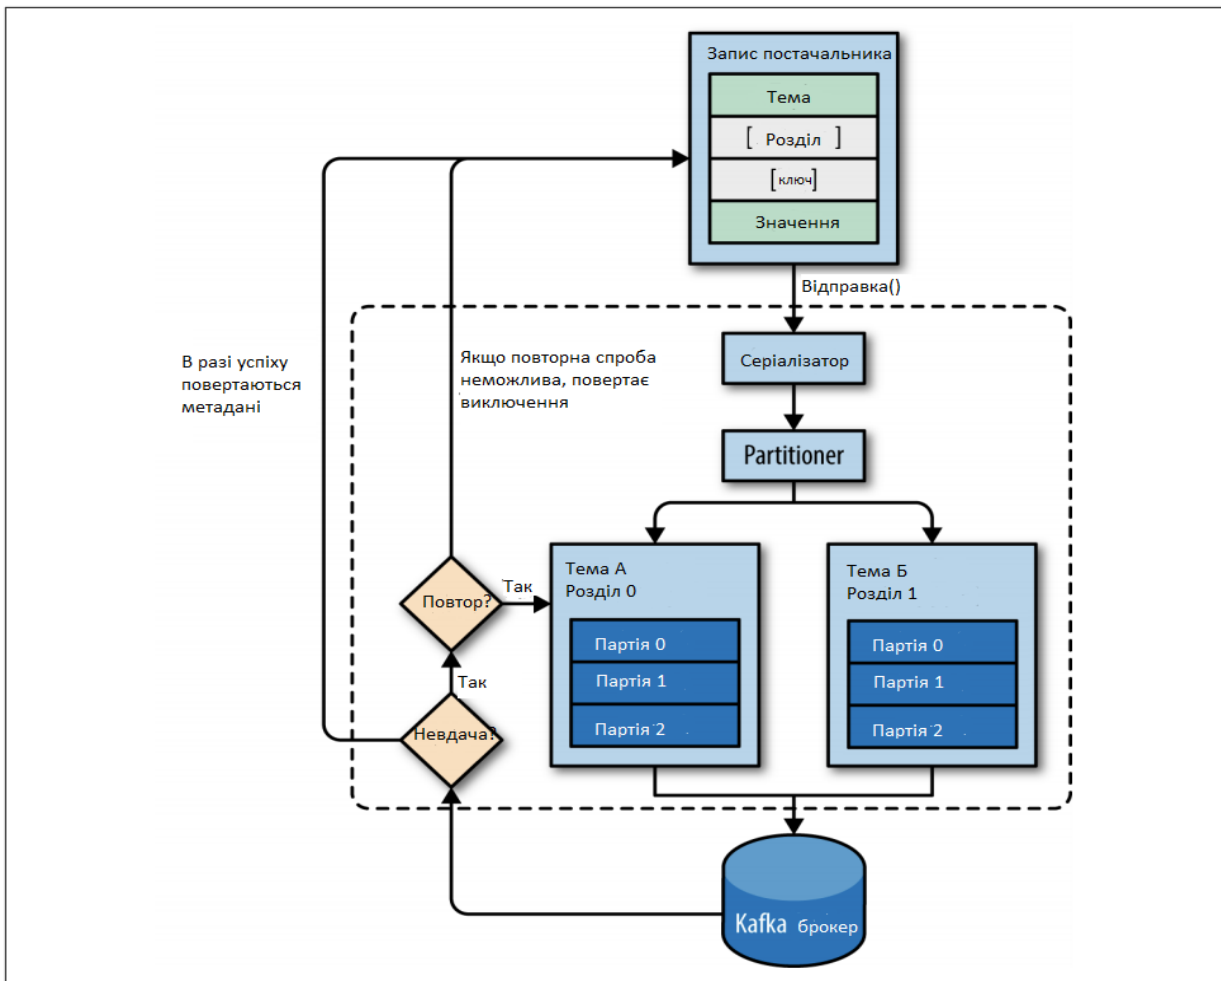 Запис постачальника
Тема
[ Розділ ]
[ключ]
Значення
Відправка()
В разі успіху
повертаються
метадані
Якщо повторна спроба
неможлива, повертає
виключення
Серіалізатор
Partitioner
Тема А
Розділ 0
Партія 0
Партія 1
Партія 2
Тема Б
Розділ 1
Партія 0
Партія 1
Партія 2
Повтор?
Так
Так
Невдача?
Kafka брокер